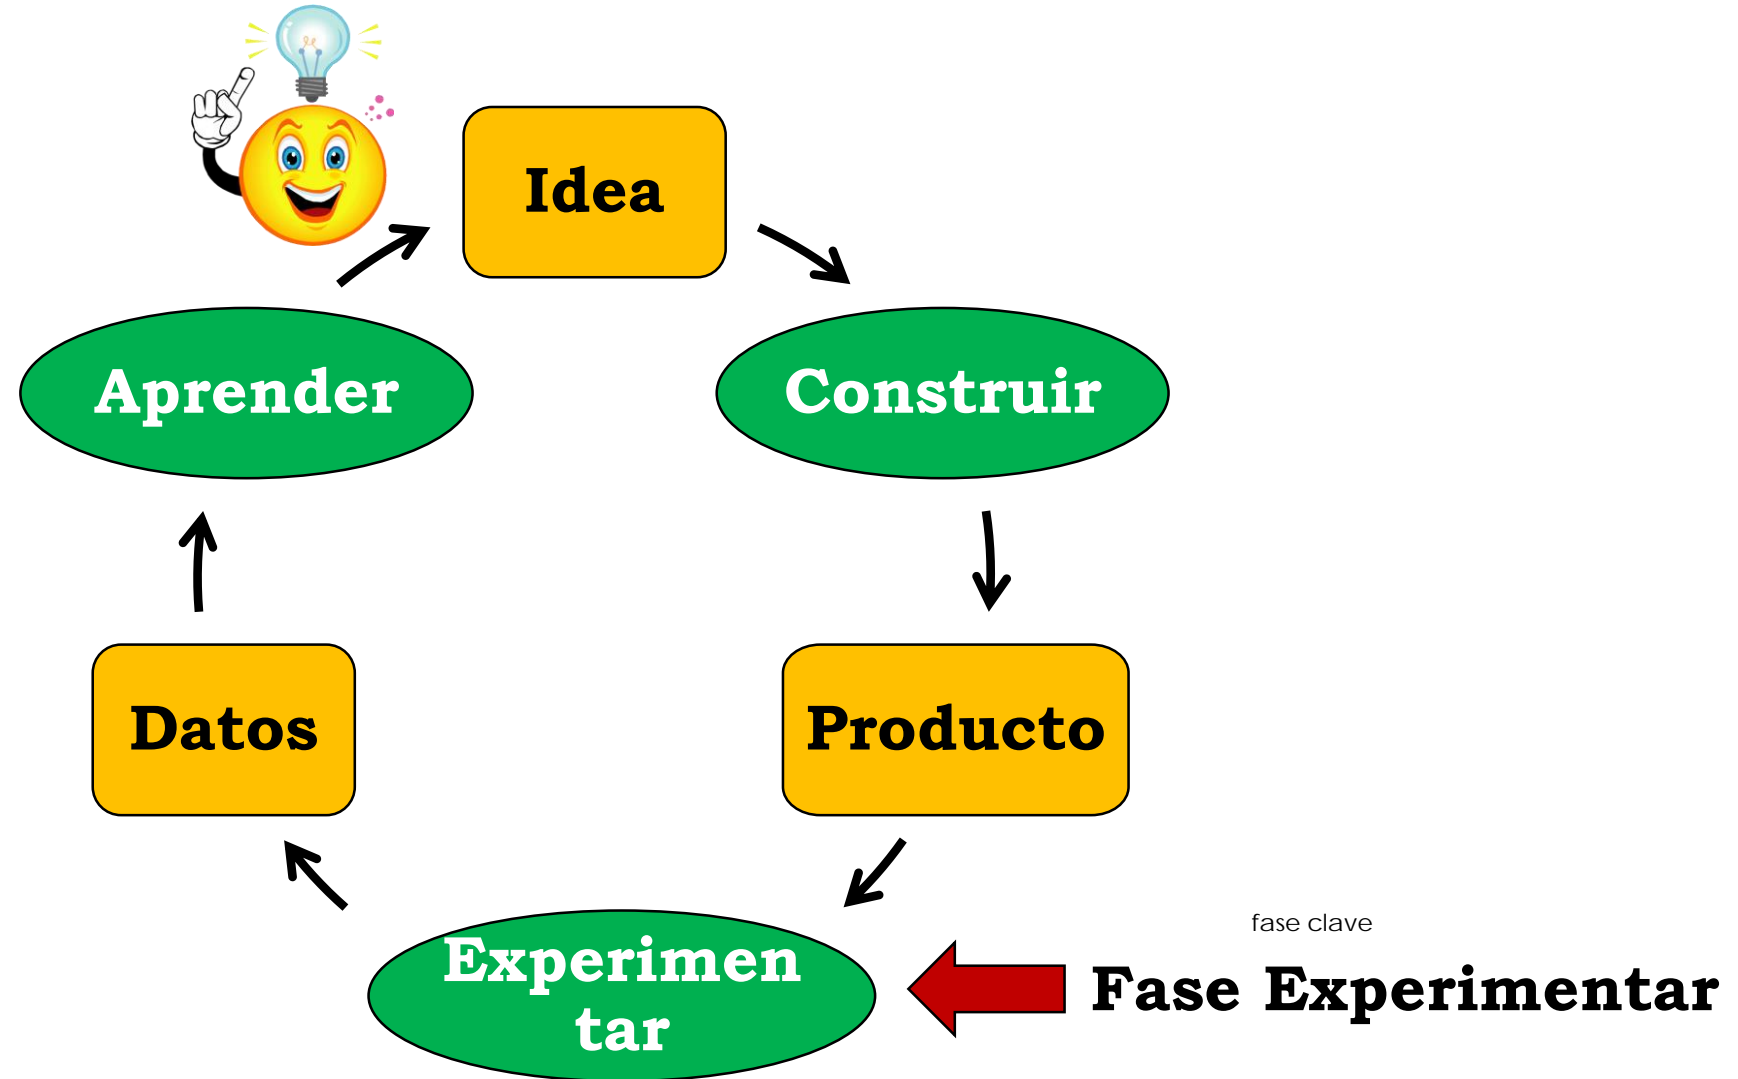 Idea
Aprender
Construir
Datos
Producto
Experimen
tar
fase clave
Fase Experimentar